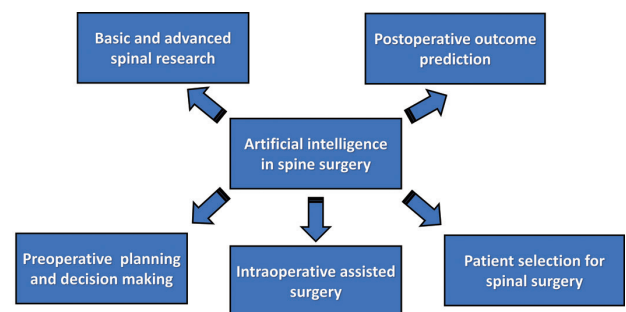 Basic and advanced
spinal research
Postoperative outcome
prediction
Artificial intelligence
in spine surgery
Preoperative planning
and decision making
Intraoperative assisted
surgery
Patient selection for
spinal surgery